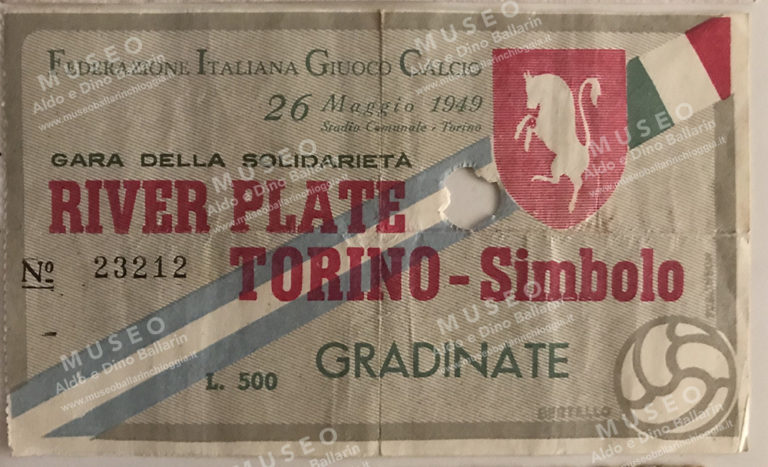 FEDERAZIONE ITALIANA GIUOCO CALCIO
26 Maggio 1949
Stadio Comunale - Torino
GARA DELLA SOLIDARIETÀ
RIVER PLATE
TORINO - Simbolo
Nº 23212
GRADINATE
L. 500
BERTELLO
MUSEO
Aldo e Dino Ballarin
www.museoballarinchioggia.it